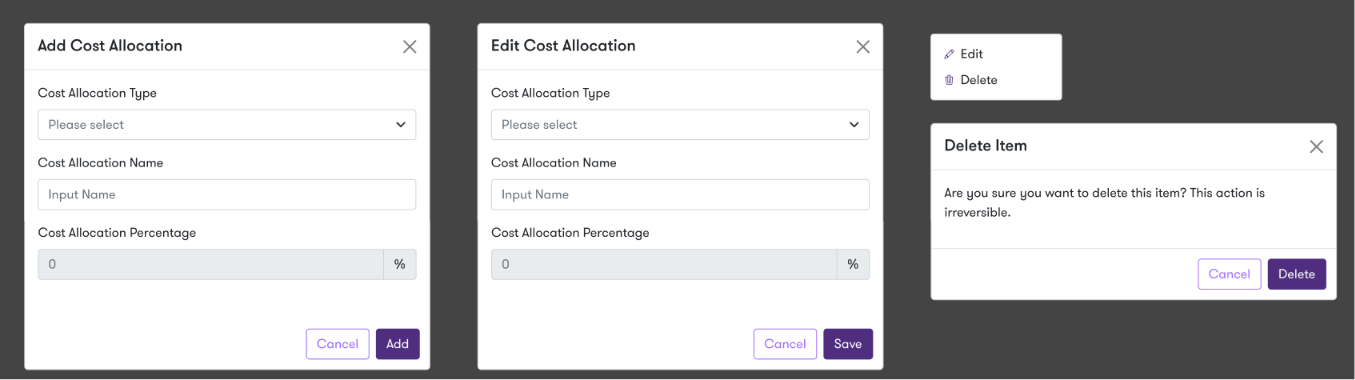 Add Cost Allocation
Cost Allocation Type
Please select
Cost Allocation Name
Input Name
Cost Allocation Percentage
0
%
Cancel
Add
Edit Cost Allocation
Cost Allocation Type
Please select
Cost Allocation Name
Input Name
Cost Allocation Percentage
0
%
Cancel
Save
Edit
Delete
Delete Item
Are you sure you want to delete this item? This action is
irreversible.
Cancel
Delete